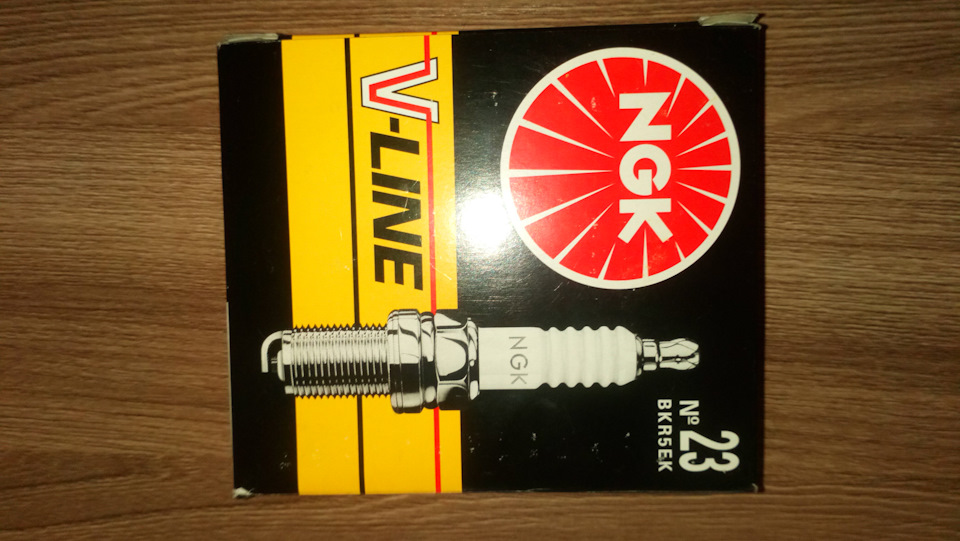 NGK
V-LINE
NGK
Nº 23
BKR5EK